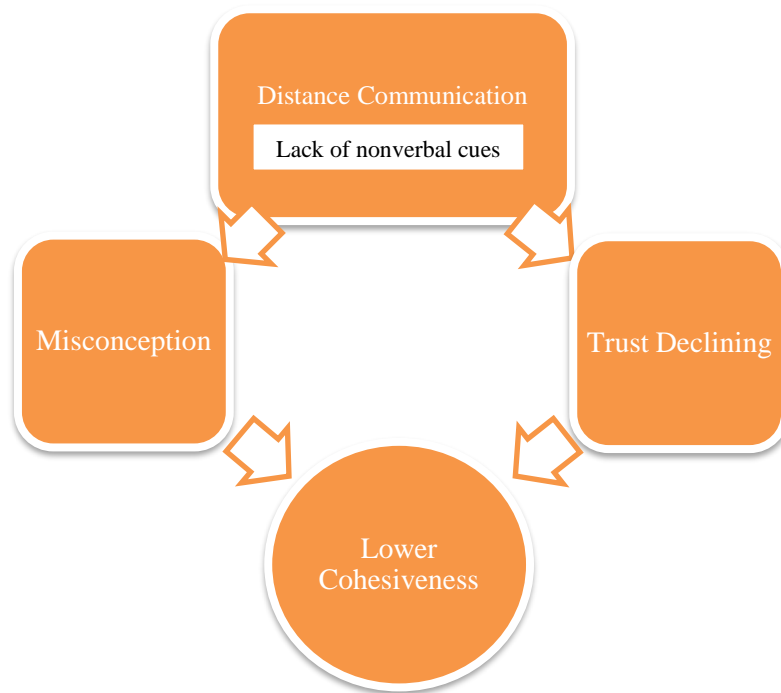 Distance Communication
Lack of nonverbal cues
Misconception
Trust Declining
Lower
Cohesiveness